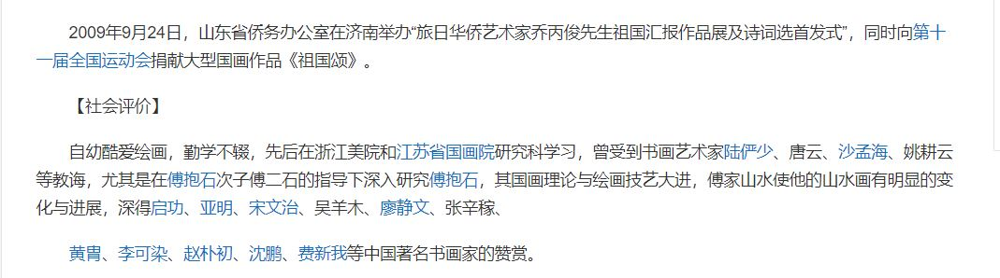 2009年9月24日，山东省侨务办公室在济南举办“旅日华侨艺术家乔丙俊先生祖国汇报作品展及诗词选首发式”，同时向第十
一届全国运动会捐献大型国画作品《祖国颂》。
【社会评价】
自幼酷爱绘画，勤学不辍，先后在浙江美院和江苏省国画院研究科学习，曾受到书画艺术家陆俨少、唐云、沙孟海、姚耕云
等教诲，尤其是在傅抱石次子傅二石的指导下深入研究傅抱石，其国画理论与绘画技艺大进，傅家山水使他的山水画有明显的变
化与进展，深得启功、亚明、宋文治、吴羊木、廖静文、张辛稼、
黄胄、李可染、赵朴初、沈鹏、费新我等中国著名书画家的赞赏。